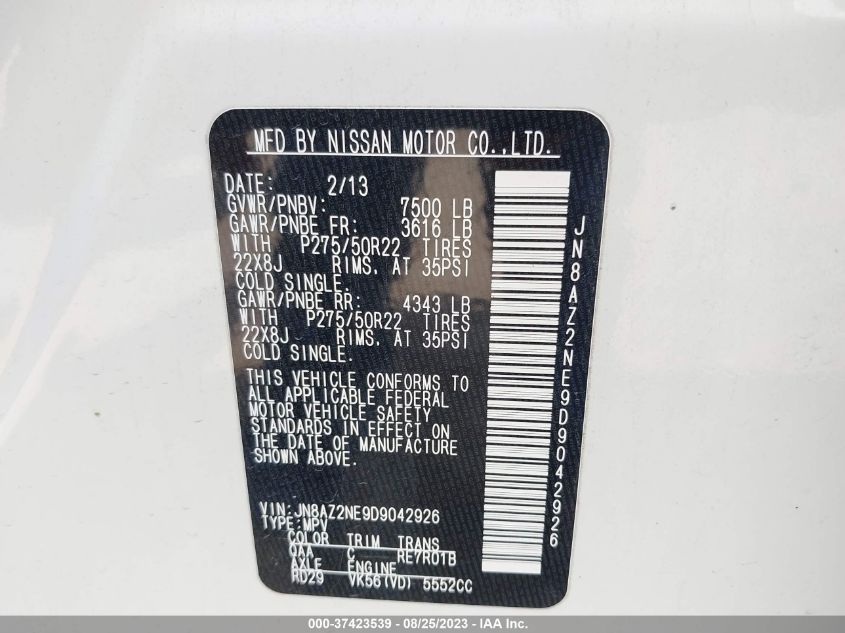 MFD BY NISSAN MOTOR CO.,LTD.
DATE: 2/13
GVWR/PNBV: 7500 LB
GAWR/PNBE FR: 3616 LB
WITH P275/50R22 TIRES
22X8J RIMS. AT 35PSI
COLD SINGLE.
GAWR/PNBE RR: 4343 LB
WITH P275/50R22 TIRES
22X8J RIMS. AT 35PSI
COLD SINGLE.
THIS VEHICLE CONFORMS TO
ALL APPLICABLE FEDERAL
MOTOR VEHICLE SAFETY
STANDARDS IN EFFECT ON
THE DATE OF MANUFACTURE
SHOWN ABOVE.
VIN:JN8AZ2NE9D9042926
TYPE:MPV
COLOR TRIM TRANS
QAA C RE7R01B
AXLE ENGINE
RD29 VK56(VD) 5552CC
JN8AZ2NE9D9042926
000-37423539 - 08/25/2023 - IAA Inc.